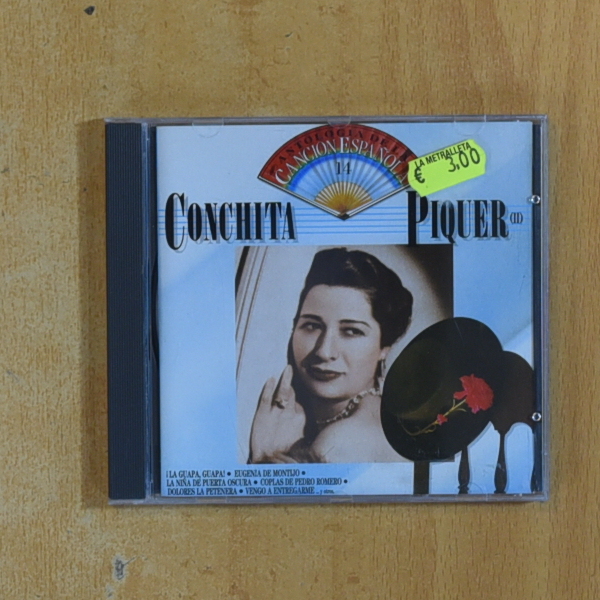 ANTOLOGIA DE LA
CANCION ESPAÑOLA
14
LA METRALLETA
€ 3,00
CONCHITA PIQUER (II)
¡LA GUAPA, GUAPA! • EUGENIA DE MONTIJO •
LA NIÑA DE PUERTA OSCURA • COPLAS DE PEDRO ROMERO •
DOLORES LA PETENERA • VENGO A ENTREGARME ...y otros.